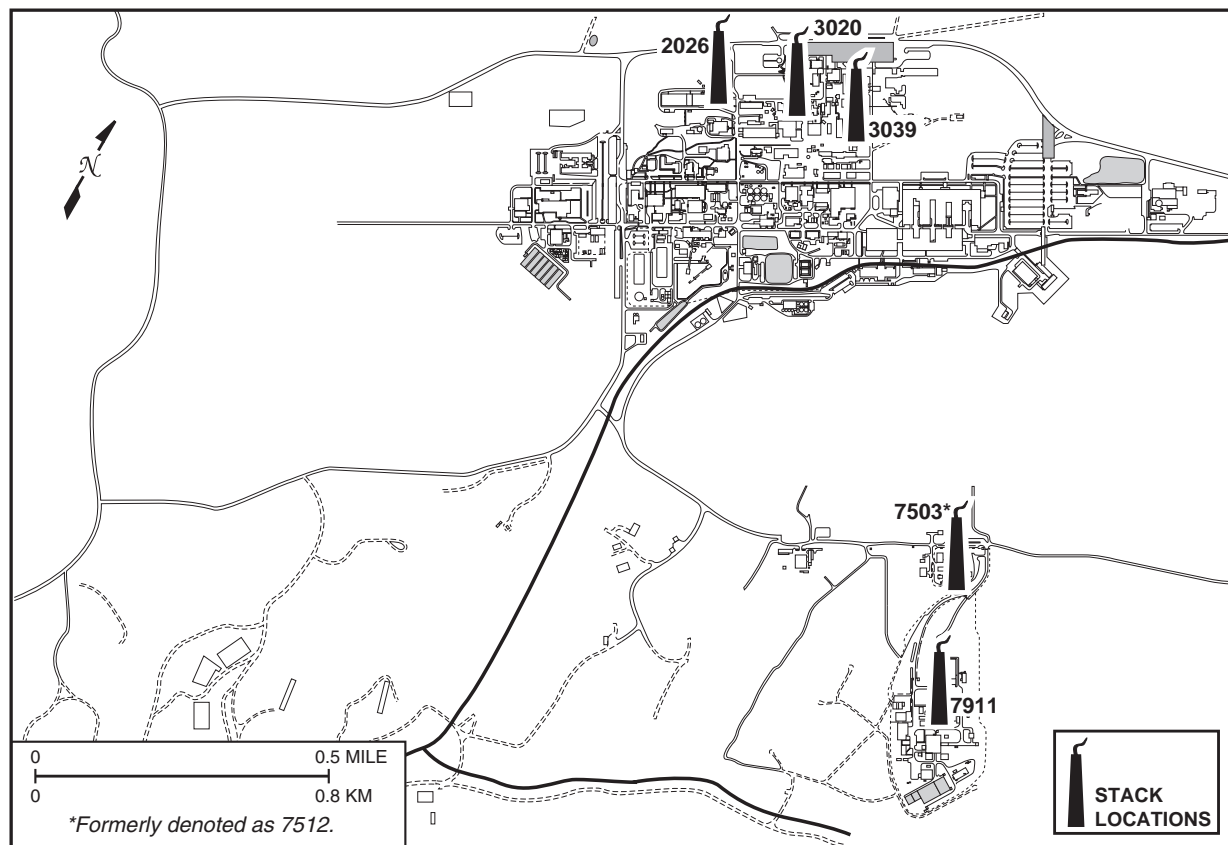 3020
2026
3039
N
7503*
7911
0 0.5 MILE
0 0.8 KM
*Formerly denoted as 7512.
STACK
LOCATIONS